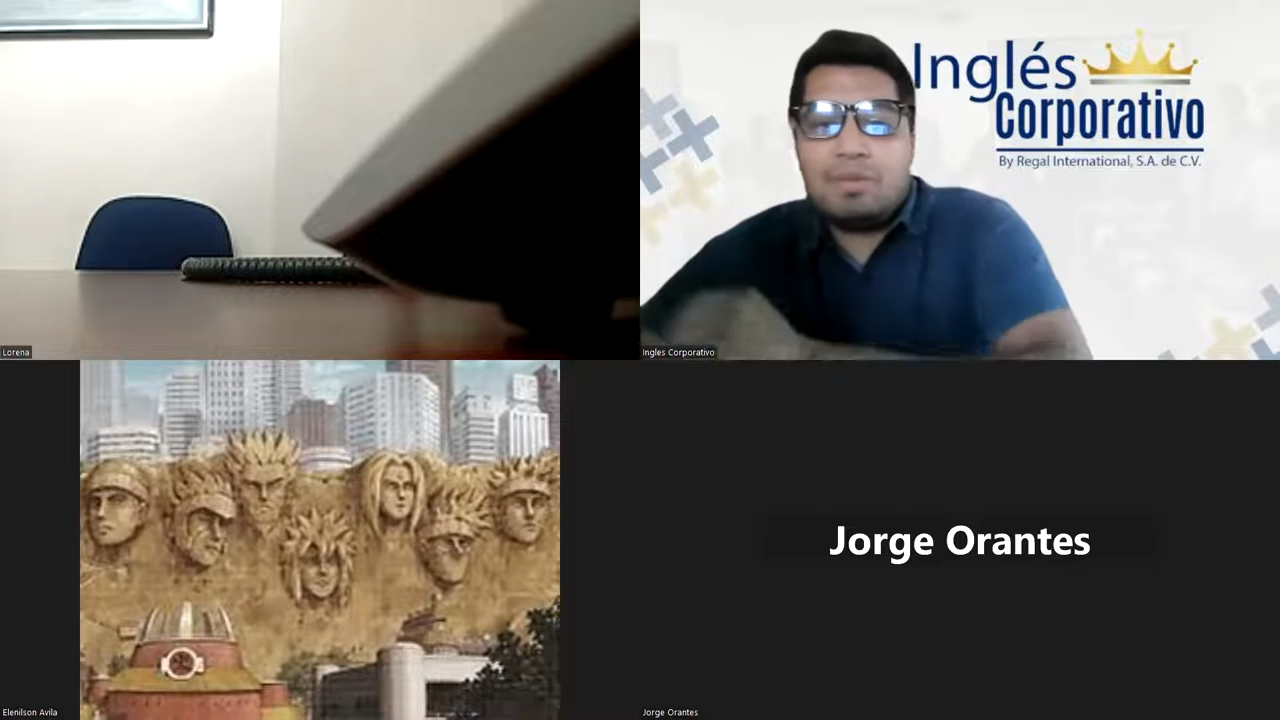 Inglés
Corporativo
By Regal International, S.A. de C.V.
Lorena
Ingles Corporativo
Jorge Orantes
Elenilson Avila
Jorge Orantes